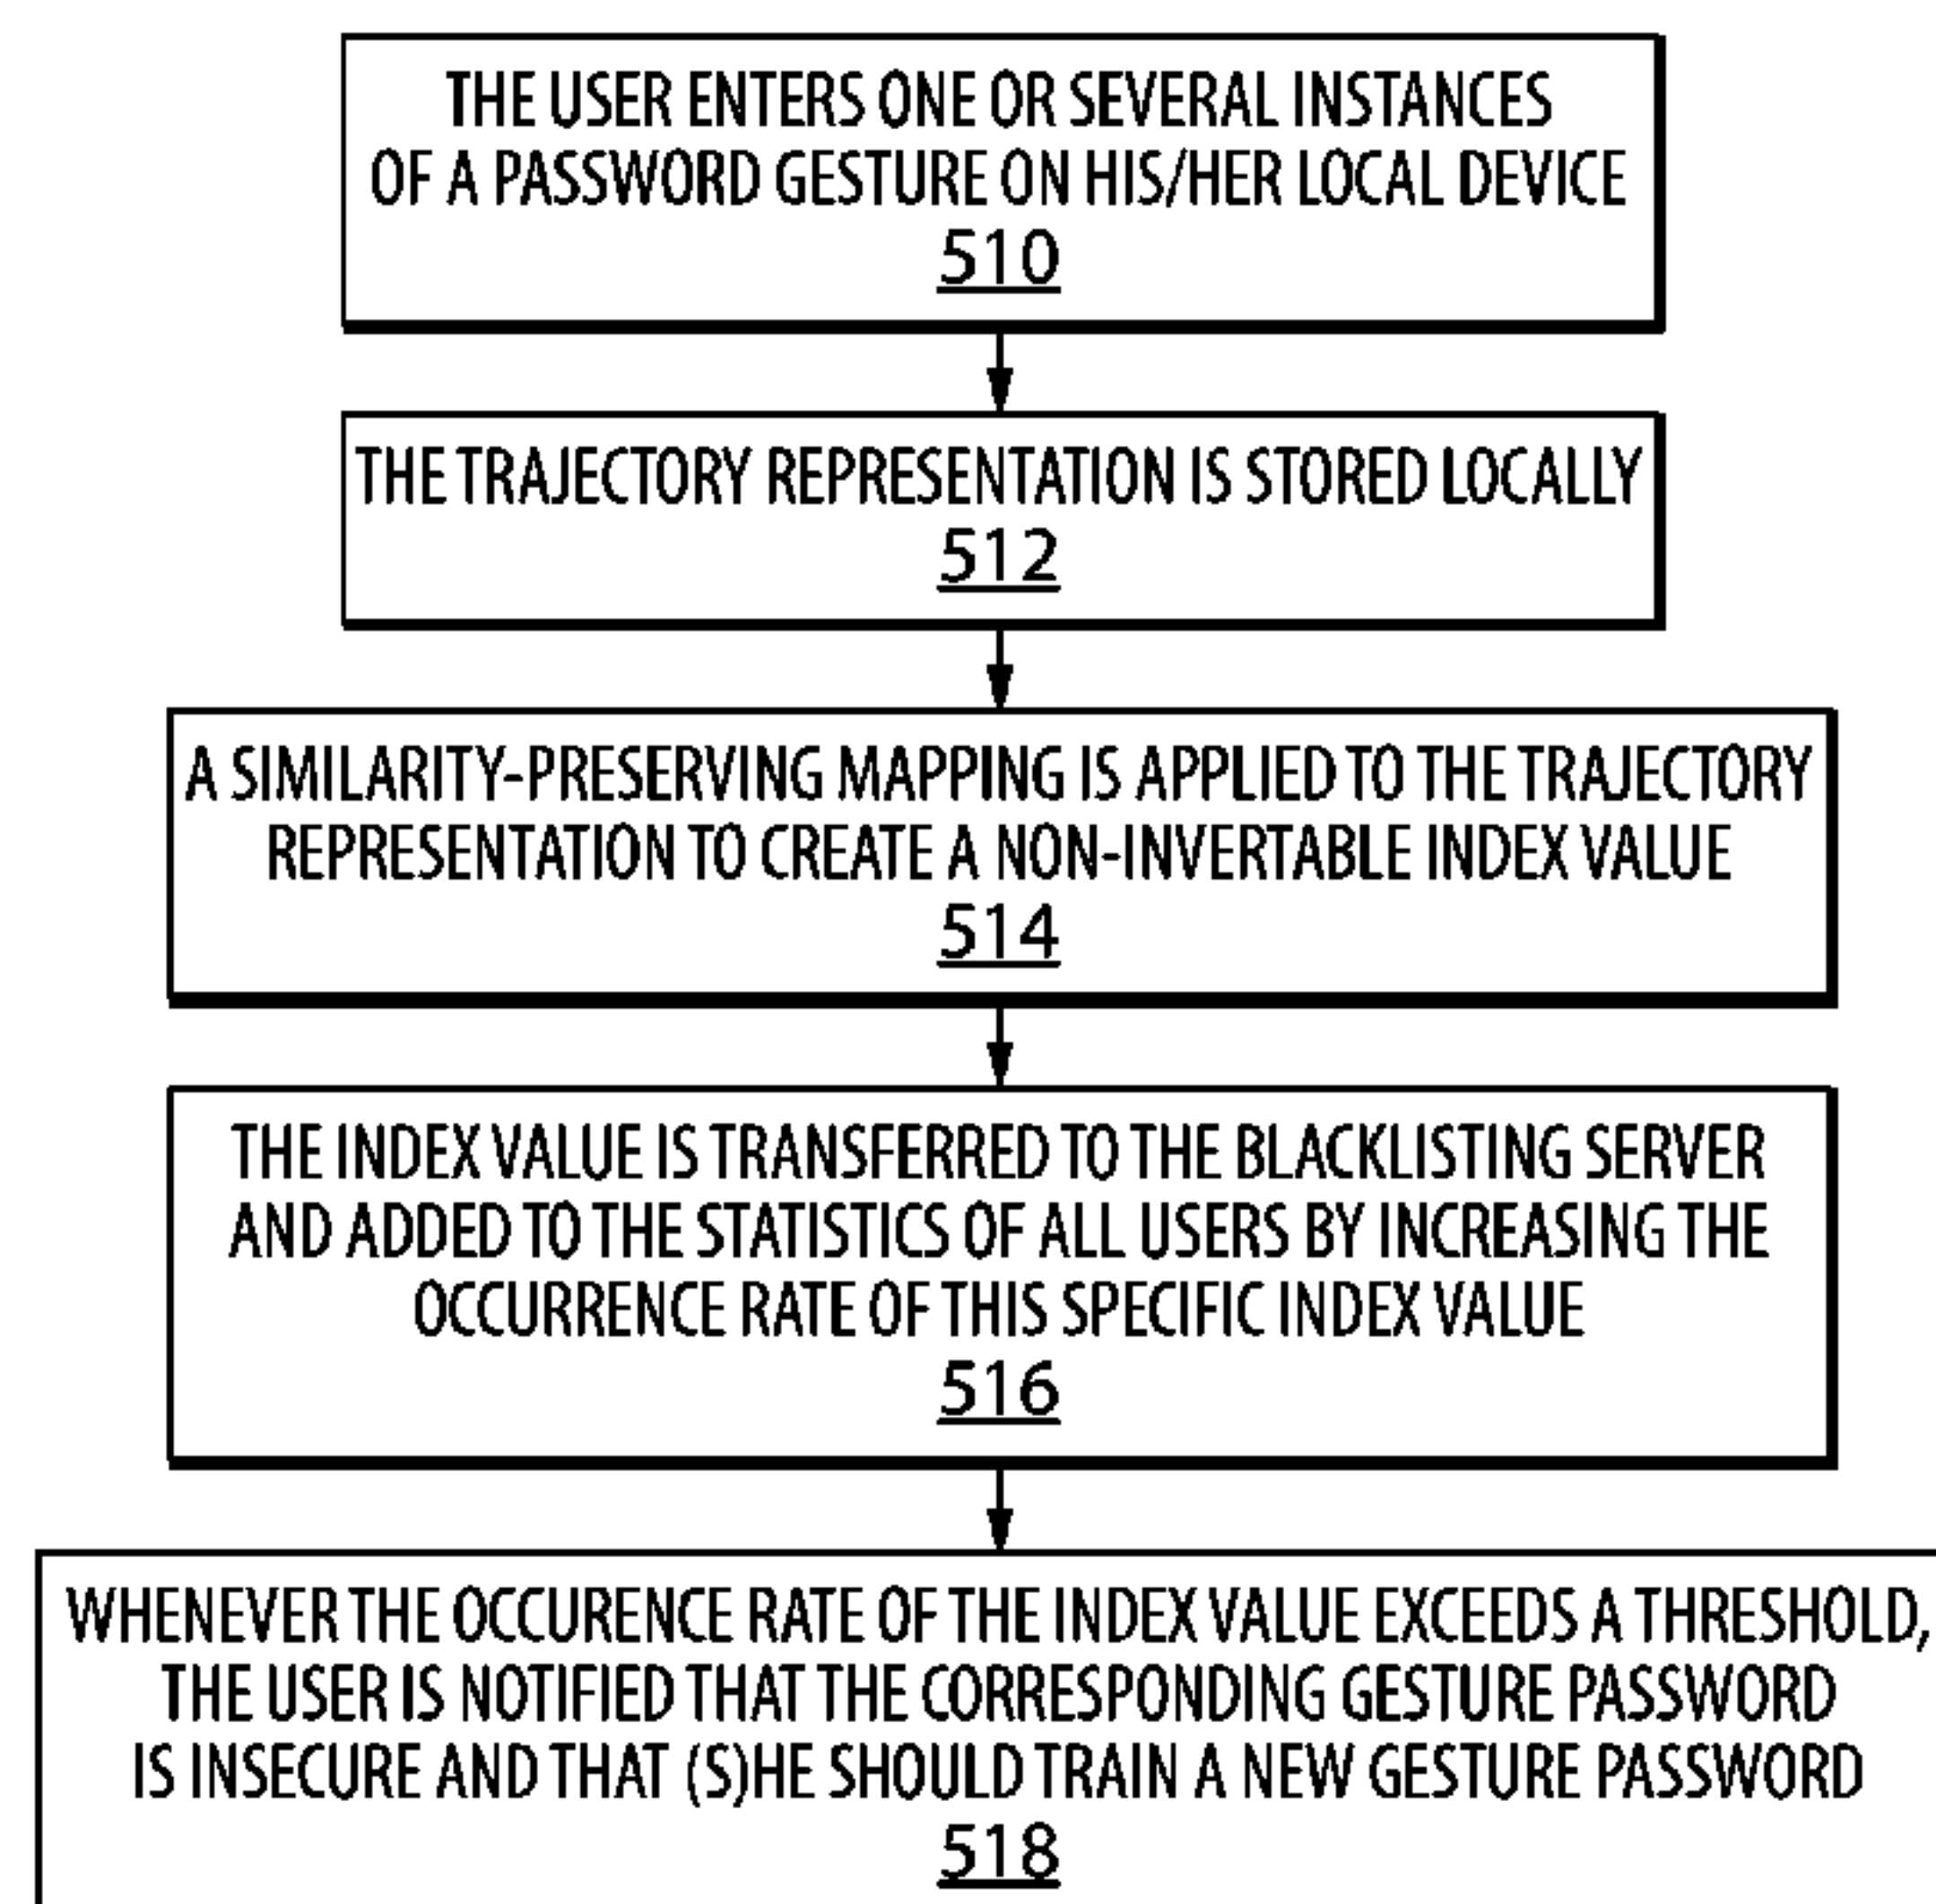 THE USER ENTERS ONE OR SEVERAL INSTANCES
OF A PASSWORD GESTURE ON HIS/HER LOCAL DEVICE
510
THE TRAJECTORY REPRESENTATION IS STORED LOCALLY
512
A SIMILARITY-PRESERVING MAPPING IS APPLIED TO THE TRAJECTORY
REPRESENTATION TO CREATE A NON-INVERTABLE INDEX VALUE
514
THE INDEX VALUE IS TRANSFERRED TO THE BLACKLISTING SERVER
AND ADDED TO THE STATISTICS OF ALL USERS BY INCREASING THE
OCCURRENCE RATE OF THIS SPECIFIC INDEX VALUE
516
WHENEVER THE OCCURENCE RATE OF THE INDEX VALUE EXCEEDS A THRESHOLD,
THE USER IS NOTIFIED THAT THE CORRESPONDING GESTURE PASSWORD
IS INSECURE AND THAT (S)HE SHOULD TRAIN A NEW GESTURE PASSWORD
518